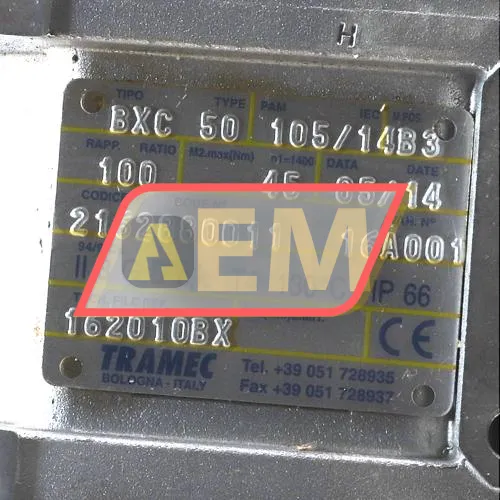 H
TIPO TYPE PAM IEC M.POS.
BXC 50 105/14B3
RAPP. RATIO M2.max(Nm) n1=1400 DATA DATE
100 45 05/14
CODICE
16A001
AEM
IP 66
162010BX
CE
TRAMEC
BOLOGNA - ITALY
Tel. +39 051 728935
Fax +39 051 728937